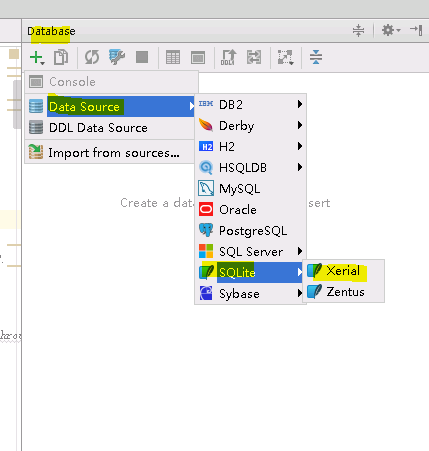 Database
Console
Data Source
DDL Data Source
Import from sources...
IBM DB2
Derby
H2 H2
HSQLDB
MySQL
Oracle
PostgreSQL
SQL Server
SQLite
Sybase
Xerial
Zentus
Create a data
sert